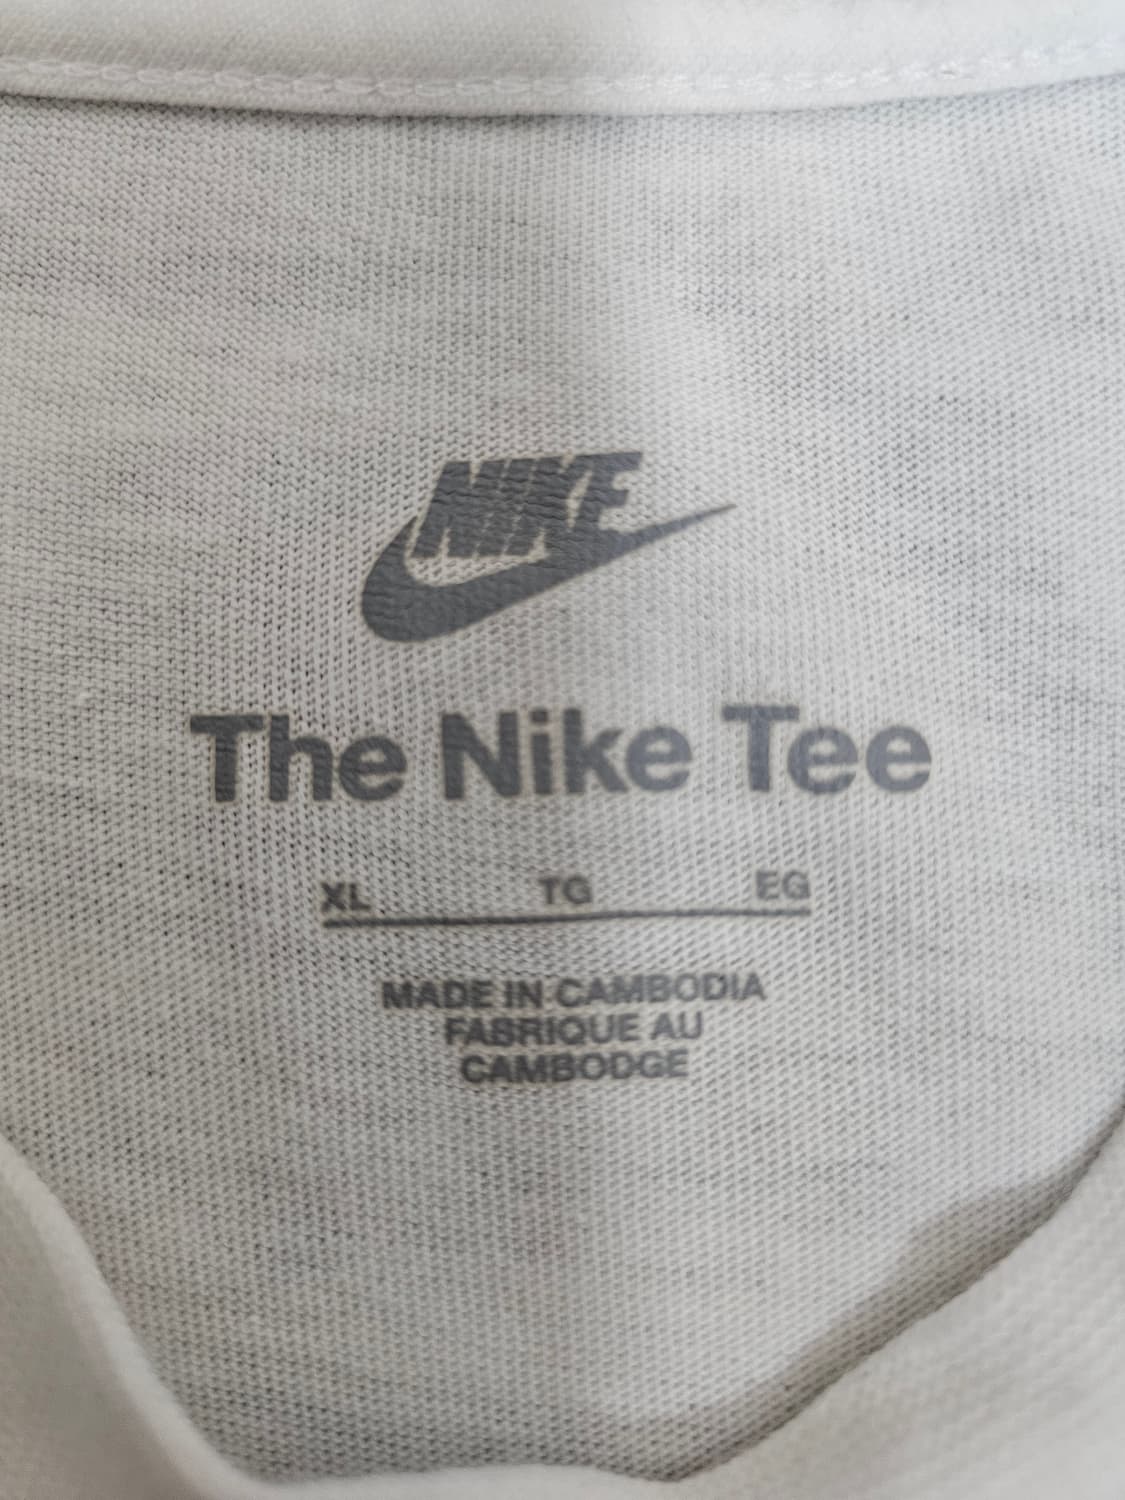 NIKE
The Nike Tee
XL TG EG
MADE IN CAMBODIA
FABRIQUE AU
CAMBODGE